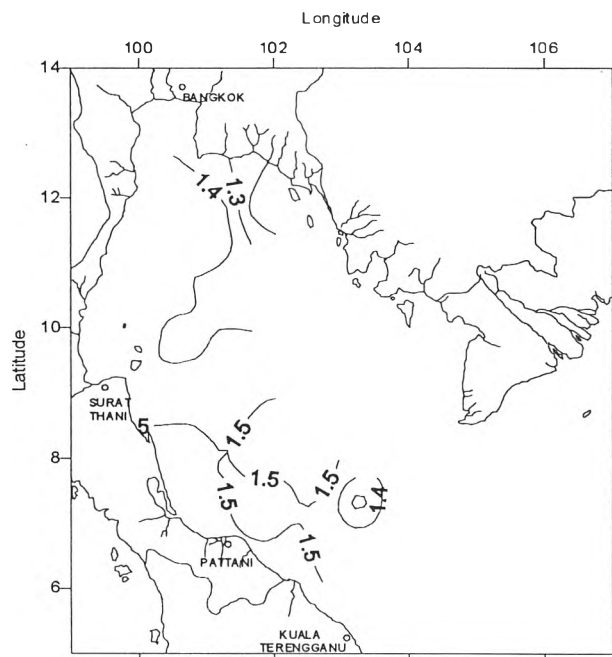 Longitude
100 102 104 106
14
BANGKOK
12
1.4
1.3
10
Latitude
SURAT
THANI
5
1.5
8
1.5
1.5
1.4
1.5
1.5
PATTANI
6
KUALA
TERENGGANU